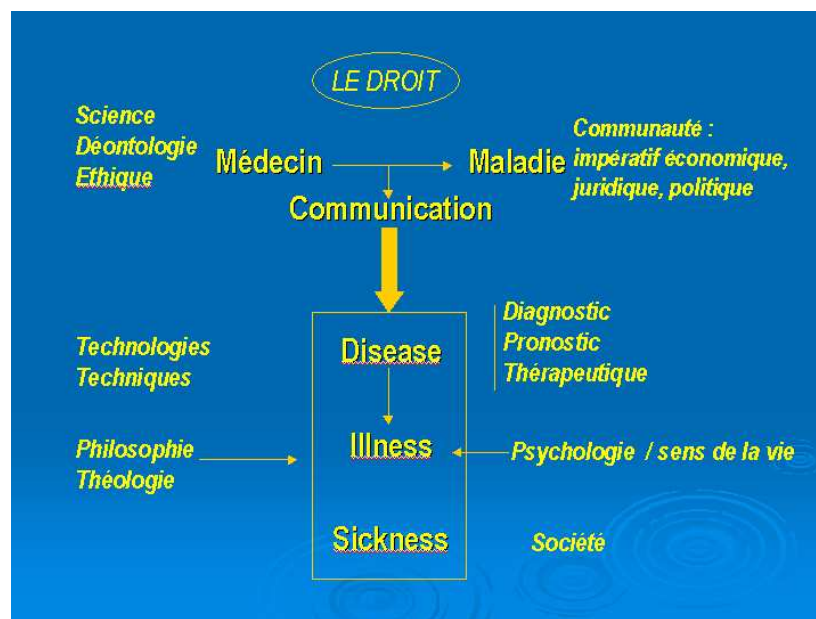 LE DROIT
Science
Déontologie
Ethique
Médecin
Maladie
Communauté :
impératif économique,
juridique, politique
Communication
Technologies
Techniques
Disease
Diagnostic
Pronostic
Thérapeutique
Philosophie
Théologie
Illness
Psychologie / sens de la vie
Sickness
Société